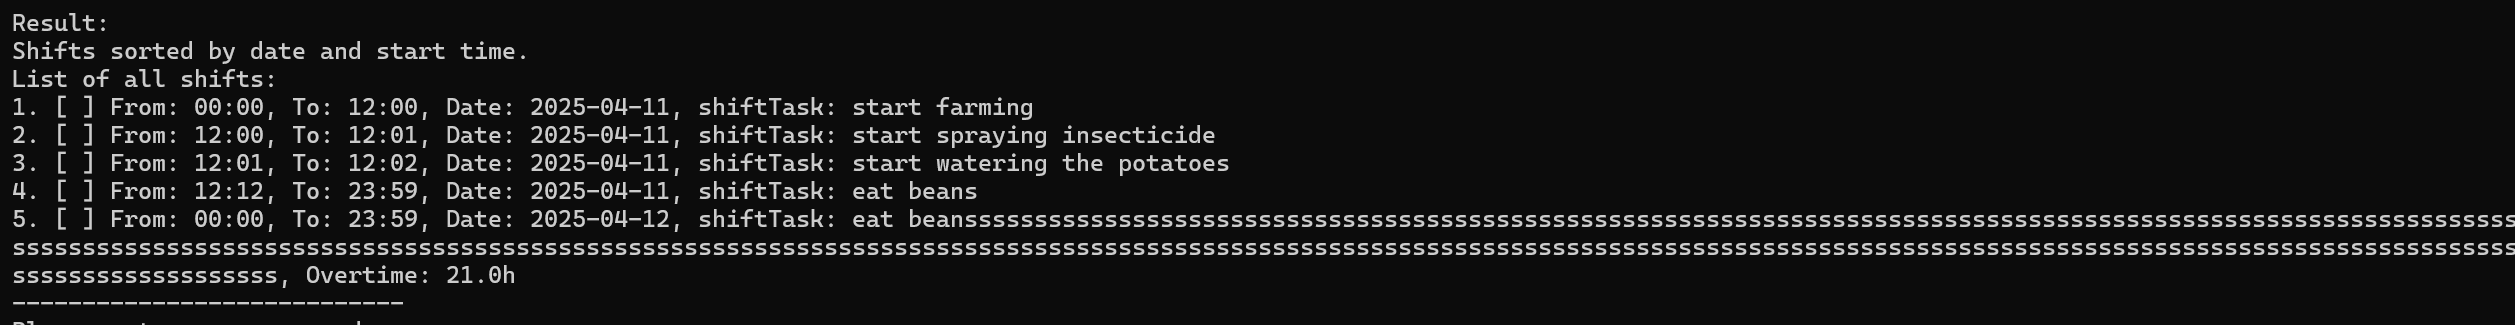 Result:
Shifts sorted by date and start time.
List of all shifts:
1. [ ] From: 00:00, To: 12:00, Date: 2025-04-11, shiftTask: start farming
2. [ ] From: 12:00, To: 12:01, Date: 2025-04-11, shiftTask: start spraying insecticide
3. [ ] From: 12:01, To: 12:02, Date: 2025-04-11, shiftTask: start watering the potatoes
4. [ ] From: 12:12, To: 23:59, Date: 2025-04-11, shiftTask: eat beans
5. [ ] From: 00:00, To: 23:59, Date: 2025-04-12, shiftTask: eat beansssssssssssssssssssssssssssssssssssssssssssssssssssssssssssssssssssssssssssssssssssssssssssssssssssssssssssssss
sssssssssssssssssssssssssssssssssssssssssssssssssssssssssssssssssssssssssssssssssssssssssssssssssssssssssssssssssssssssssssssssssssssssssssssssssssssssssssssssssssssssssssssssssss
sssssssssssssssssss, Overtime: 21.0h
----------------------------